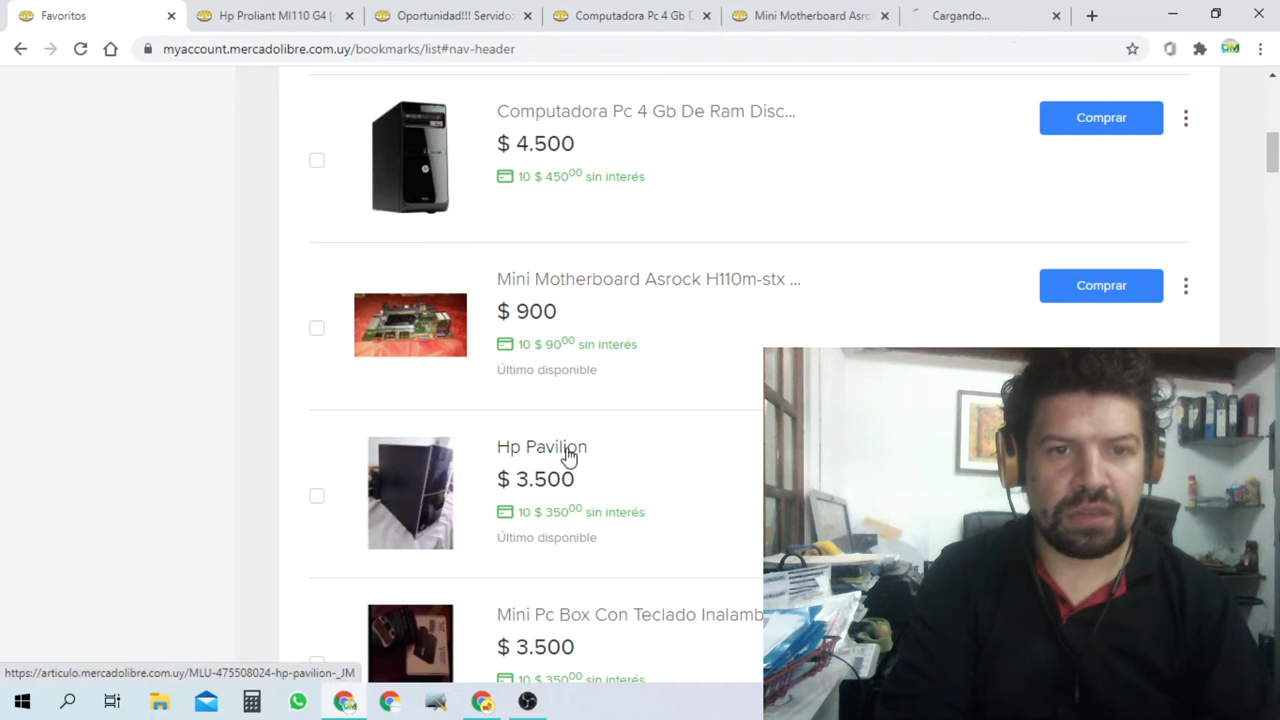 Favoritos
Hp Proliant Ml110 G4 |
Oportunidad!!! Servido
Computadora Pc 4 Gb D
Mini Motherboard Asro
Cargando...
myaccount.mercadolibre.com.uy/bookmarks/list#nav-header
Computadora Pc 4 Gb De Ram Disc...
$ 4.500
10 $ 450⁰⁰ sin interés
Comprar
Mini Motherboard Asrock H110m-stx ...
$ 900
10 $ 90⁰⁰ sin interés
Último disponible
Comprar
Hp Pavilion
$ 3.500
10 $ 350⁰⁰ sin interés
Último disponible
Mini Pc Box Con Teclado Inalamb
$ 3.500
10 $ 350⁰⁰ sin interés
https://articulo.mercadolibre.com.uy/MLU-475508024-hp-pavilion-_JM